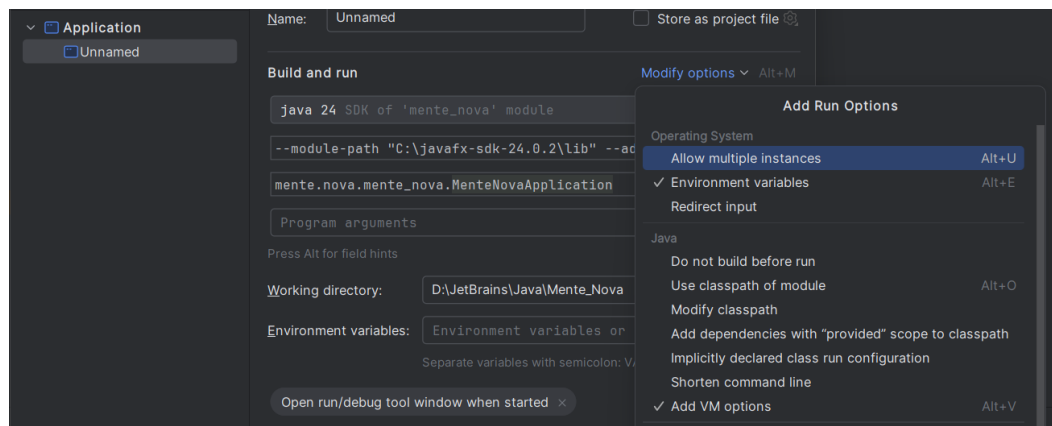 Application
Unnamed
Name: Unnamed
Store as project file
Build and run
Modify options Alt+M
java 24 SDK of 'mente_nova' module
--module-path "C:\javafx-sdk-24.0.2\lib" --ad
mente.nova.mente_nova.MenteNovaApplication
Program arguments
Press Alt for field hints
Working directory: D:\JetBrains\Java\Mente_Nova
Environment variables: Environment variables or
Separate variables with semicolon: VA
Open run/debug tool window when started ×
Add Run Options
Operating System
Allow multiple instances Alt+U
Environment variables Alt+E
Redirect input
Java
Do not build before run
Use classpath of module Alt+O
Modify classpath
Add dependencies with “provided” scope to classpath
Implicitly declared class run configuration
Shorten command line
Add VM options Alt+V